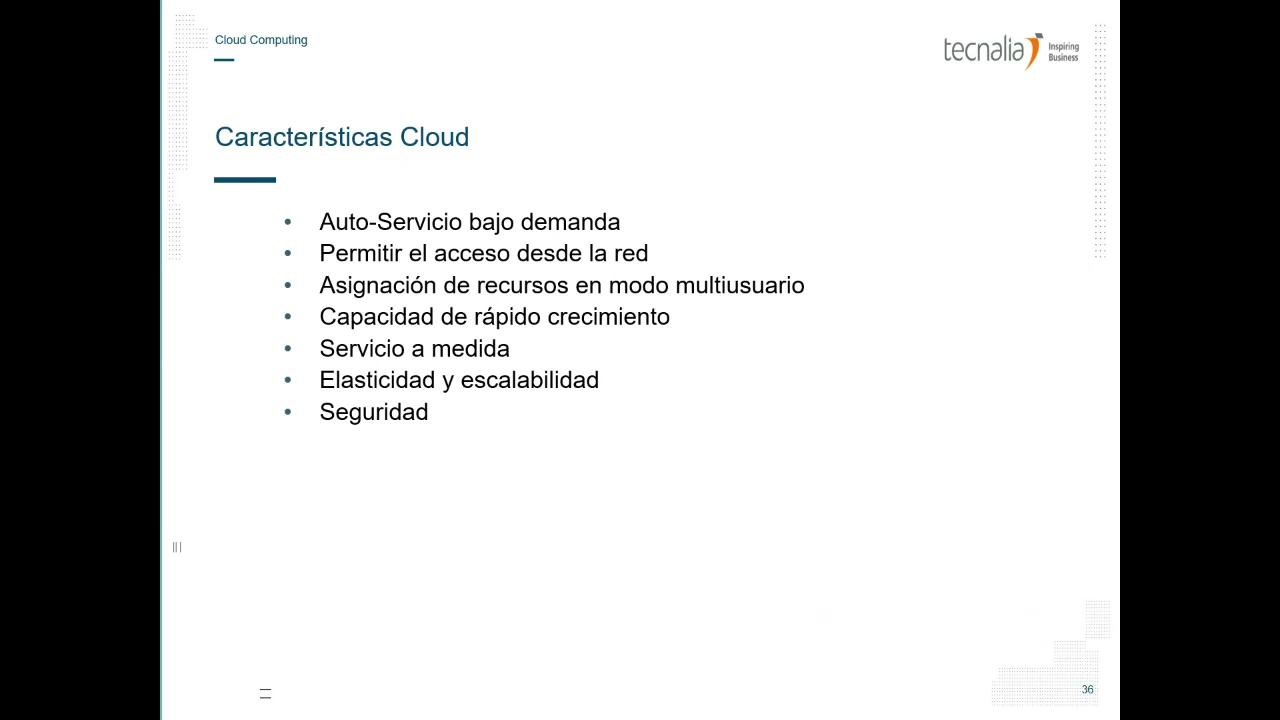 Cloud Computing
tecnalia Inspiring
Business
Características Cloud
• Auto-Servicio bajo demanda
• Permitir el acceso desde la red
• Asignación de recursos en modo multiusuario
• Capacidad de rápido crecimiento
• Servicio a medida
• Elasticidad y escalabilidad
• Seguridad
36